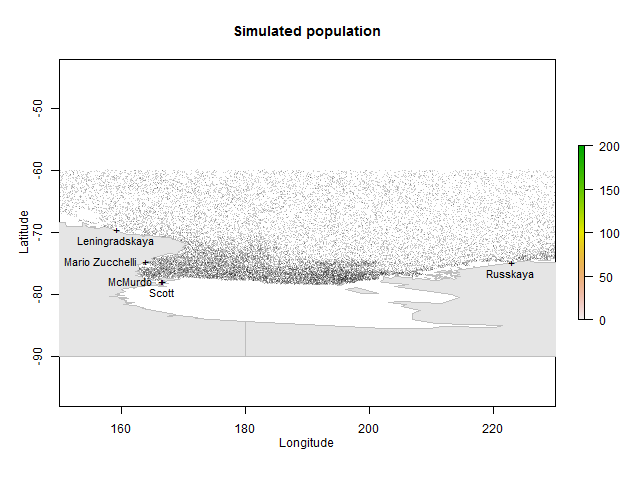 Simulated population
-50
-60
-70
-80
-90
Latitude
Leningradskaya
Mario Zucchelli
McMurdo
Scott
Russkaya
160
180
200
220
Longitude
200
150
100
50
0